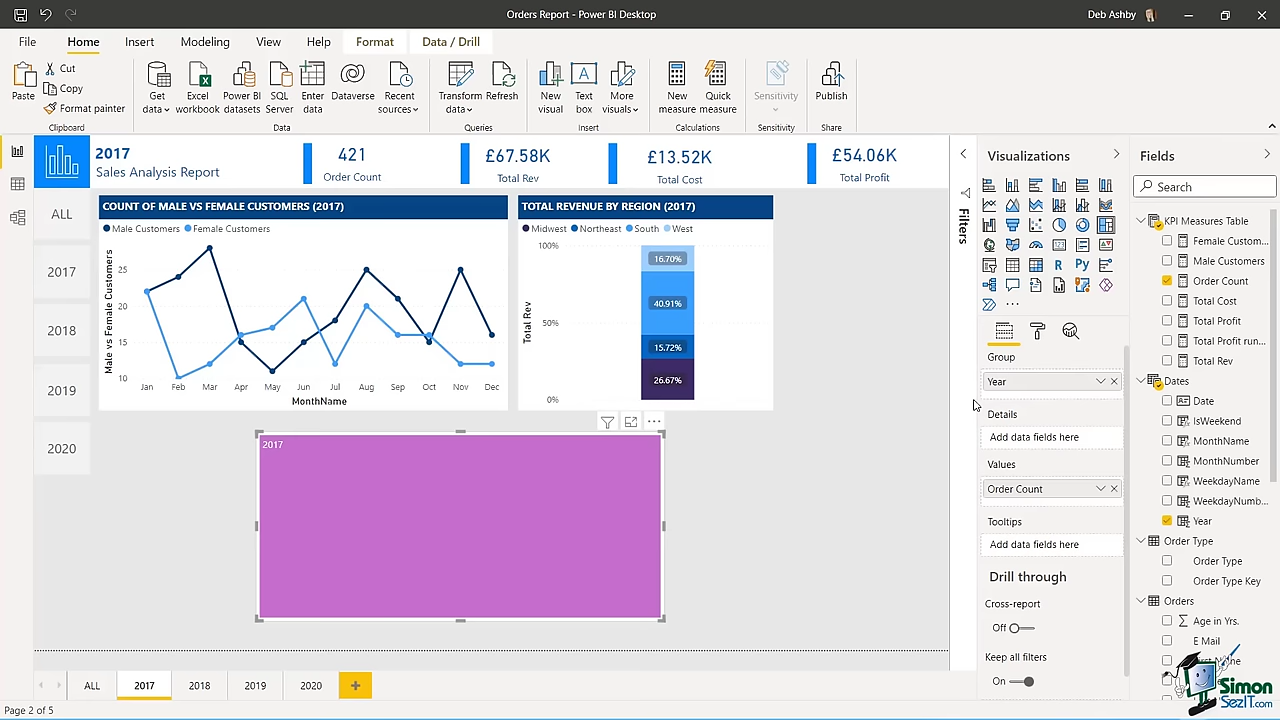 Orders Report - Power BI Desktop
Deb Ashby
File Home Insert Modeling View Help Format Data / Drill
Paste
Cut
Copy
Format painter
Clipboard
Get data
Excel workbook
Power BI datasets
SQL Server
Enter data
Dataverse
Recent sources
Data
Transform data
Refresh
Queries
New visual
Text box
More visuals
Insert
New measure
Quick measure
Calculations
Sensitivity
Sensitivity
Publish
Share
2017
Sales Analysis Report
421
Order Count
£67.58K
Total Rev
£13.52K
Total Cost
£54.06K
Total Profit
ALL
2017
2018
2019
2020
COUNT OF MALE VS FEMALE CUSTOMERS (2017)
Male Customers Female Customers
Male vs Female Customers
25
20
15
10
Jan Feb Mar Apr May Jun Jul Aug Sep Oct Nov Dec
MonthName
TOTAL REVENUE BY REGION (2017)
Midwest Northeast South West
Total Rev
100%
50%
0%
16.70%
40.91%
15.72%
26.67%
2017
Filters
Visualizations
R Py
Group
Year
Details
Add data fields here
Values
Order Count
Tooltips
Add data fields here
Drill through
Cross-report
Off
Keep all filters
On
Fields
Search
KPI Measures Table
Female Custom...
Male Customers
Order Count
Total Cost
Total Profit
Total Profit run...
Total Rev
Dates
Date
IsWeekend
MonthName
MonthNumber
WeekdayName
WeekdayNumb...
Year
Order Type
Order Type
Order Type Key
Orders
Age in Yrs.
E Mail
Simon
SezIT.com
ALL 2017 2018 2019 2020
Page 2 of 5